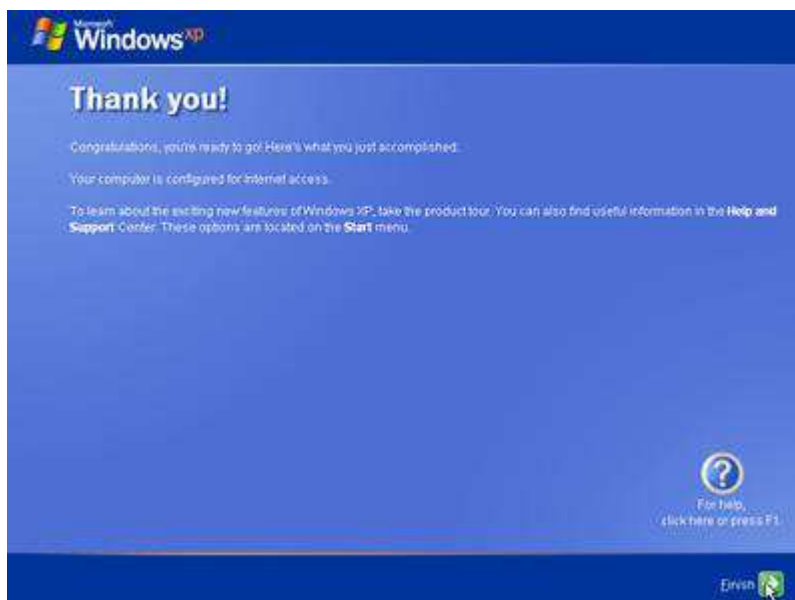 Microsoft
Windows xp
Thank you!
Congratulations, you're ready to go! Here's what you just accomplished:
Your computer is configured for Internet access.
To learn about the exciting new features of Windows XP, take the product tour. You can also find useful information in the Help and
Support Center. These options are located on the Start menu.
For help,
click here or press F1
Finish